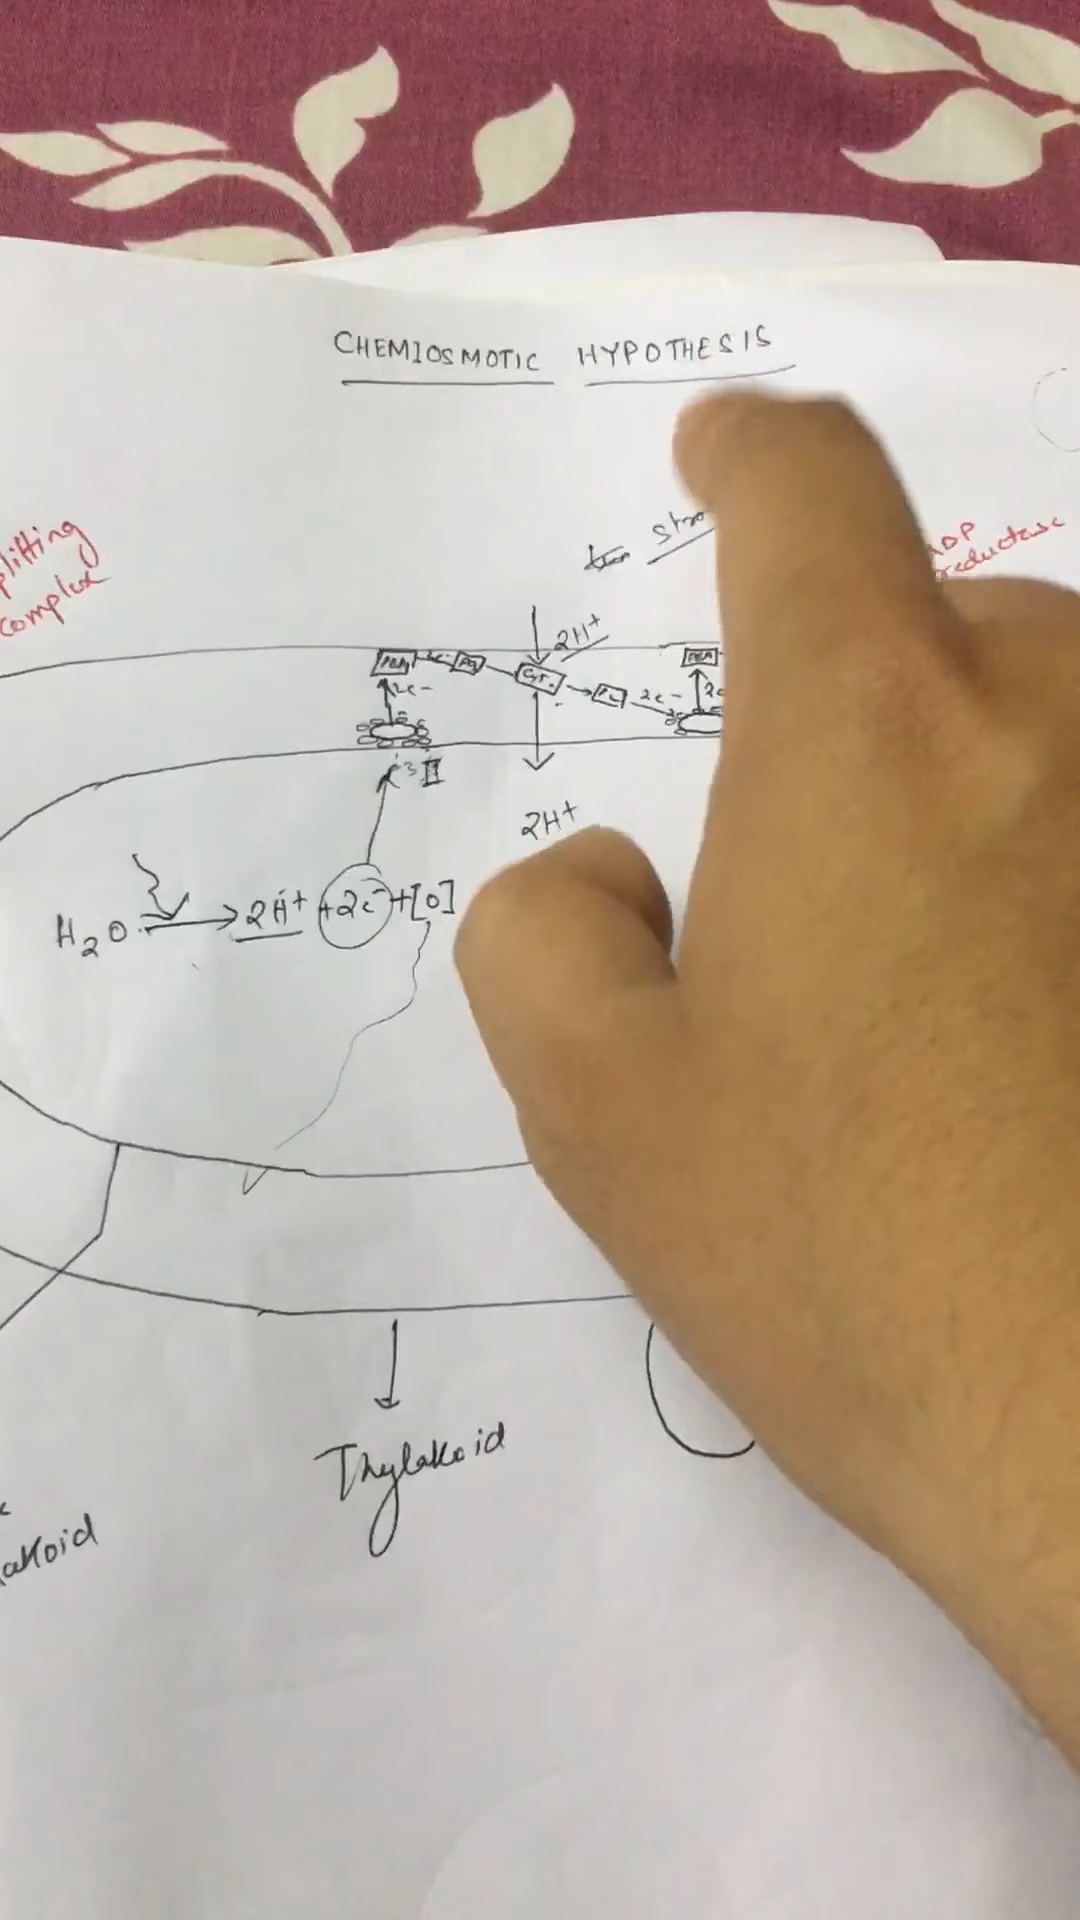 CHEMIOSMOTIC HYPOTHESIS
plitting
complex
stro
ADP
reductase
2H+
PEA PQ Cyt. PC 2e- PEA
2e-
II
2H+
H2O → 2H+ +2e- +[O]
Thylakoid
akoid